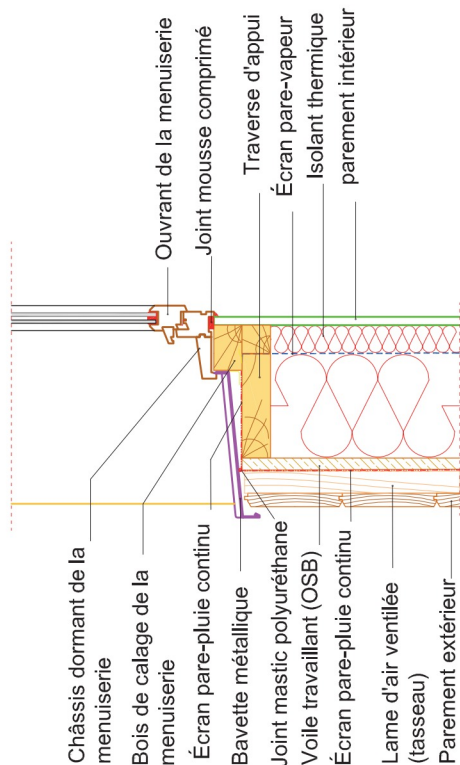 Châssis dormant de la
menuiserie
Bois de calage de la
menuiserie
Écran pare-pluie continu
Bavette métallique
Joint mastic polyuréthane
Voile travaillant (OSB)
Écran pare-pluie continu
Lame d'air ventilée
(tasseau)
Parement extérieur
Ouvrant de la menuiserie
Joint mousse comprimé
Traverse d'appui
Écran pare-vapeur
Isolant thermique
parement intérieur